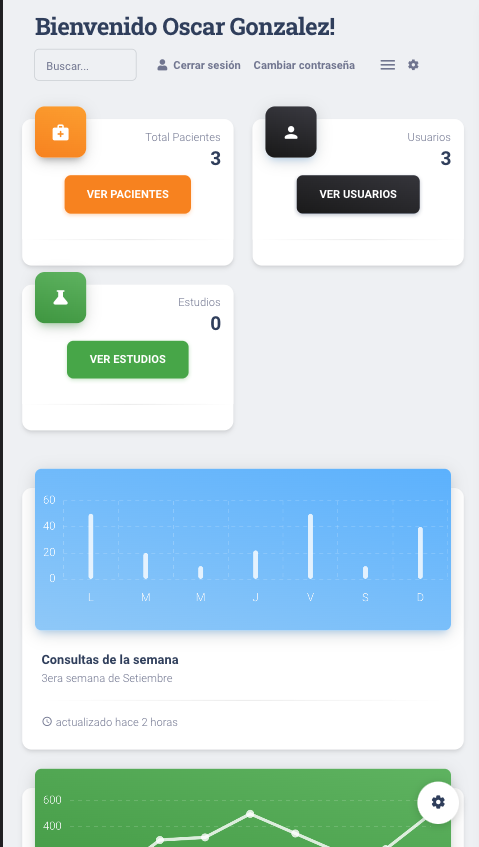 Bienvenido Oscar Gonzalez!
Buscar...
Cerrar sesión
Cambiar contraseña
Total Pacientes
3
VER PACIENTES
Usuarios
3
VER USUARIOS
Estudios
0
VER ESTUDIOS
60
40
20
0
L M M J V S D
Consultas de la semana
3era semana de Setiembre
actualizado hace 2 horas
600
400